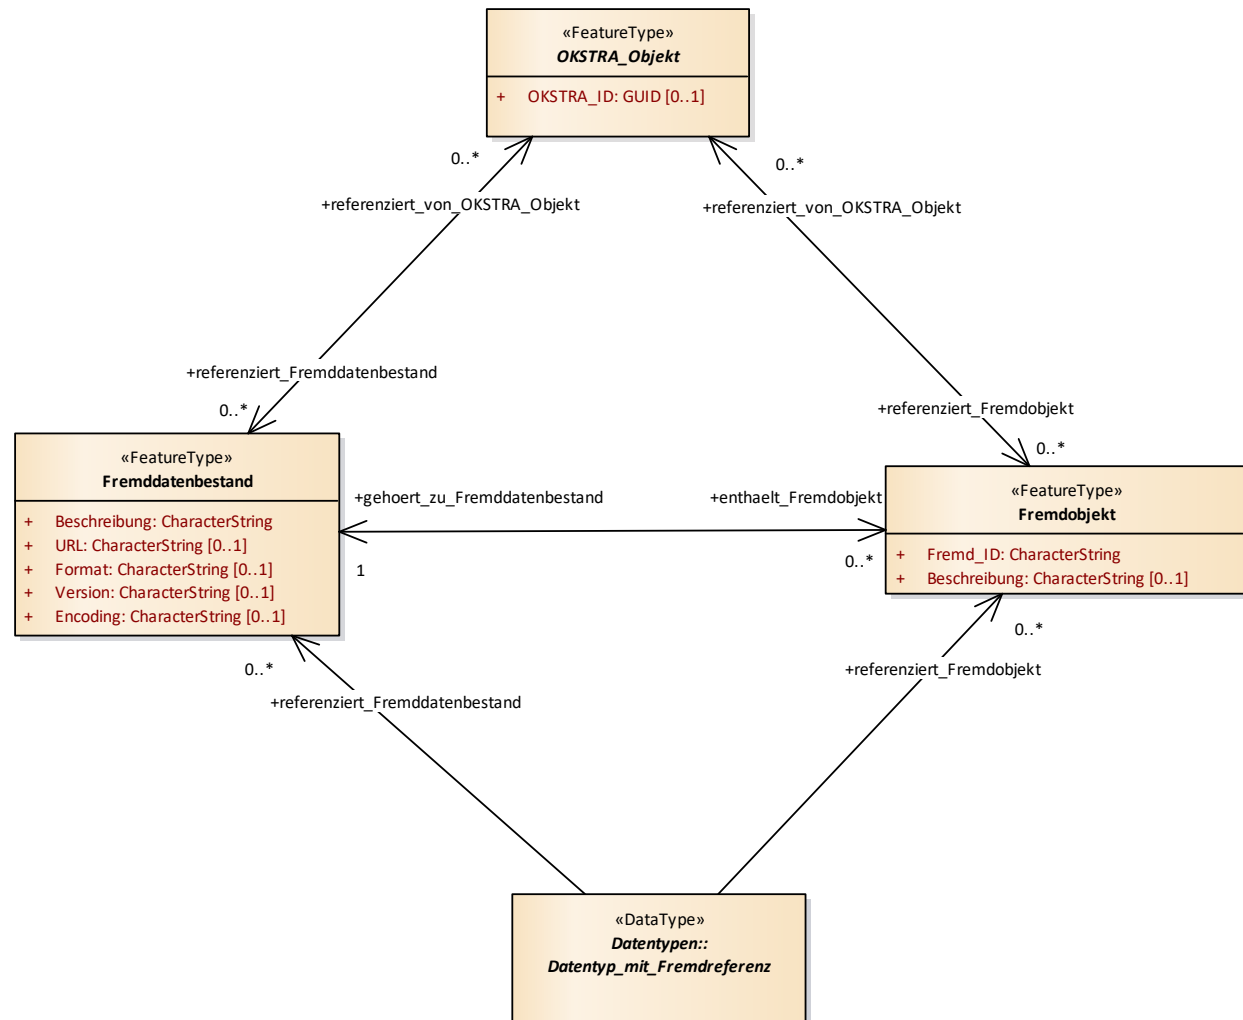 «FeatureType»
OKSTRA_Objekt
+ OKSTRA_ID: GUID [0..1]
0..*
0..*
+referenziert_von_OKSTRA_Objekt
+referenziert_von_OKSTRA_Objekt
+referenziert_Fremddatenbestand
0..*
+referenziert_Fremdobjekt
0..*
«FeatureType»
Fremddatenbestand
+ Beschreibung: CharacterString
+ URL: CharacterString [0..1]
+ Format: CharacterString [0..1]
+ Version: CharacterString [0..1]
+ Encoding: CharacterString [0..1]
+gehoert_zu_Fremddatenbestand
1
+enthaelt_Fremdobjekt
0..*
«FeatureType»
Fremdobjekt
+ Fremd_ID: CharacterString
+ Beschreibung: CharacterString [0..1]
0..*
+referenziert_Fremddatenbestand
0..*
+referenziert_Fremdobjekt
«DataType»
Datentypen::
Datentyp_mit_Fremdreferenz